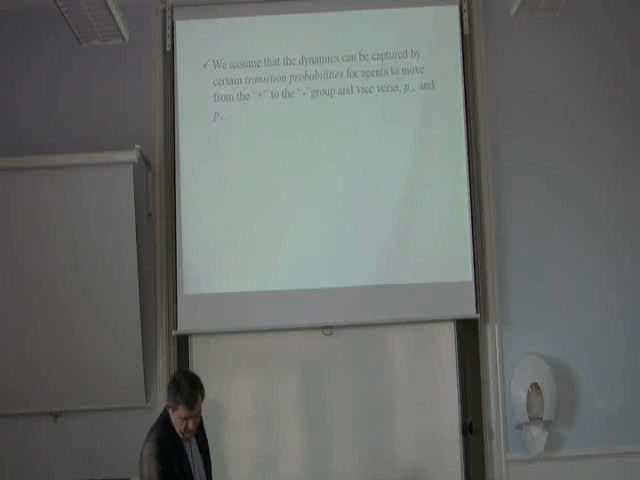 ✓We assume that the dynamics can be captured by
certain transition probabilities for agents to move
from the "+" to the "-" group and vice versa, p and
p